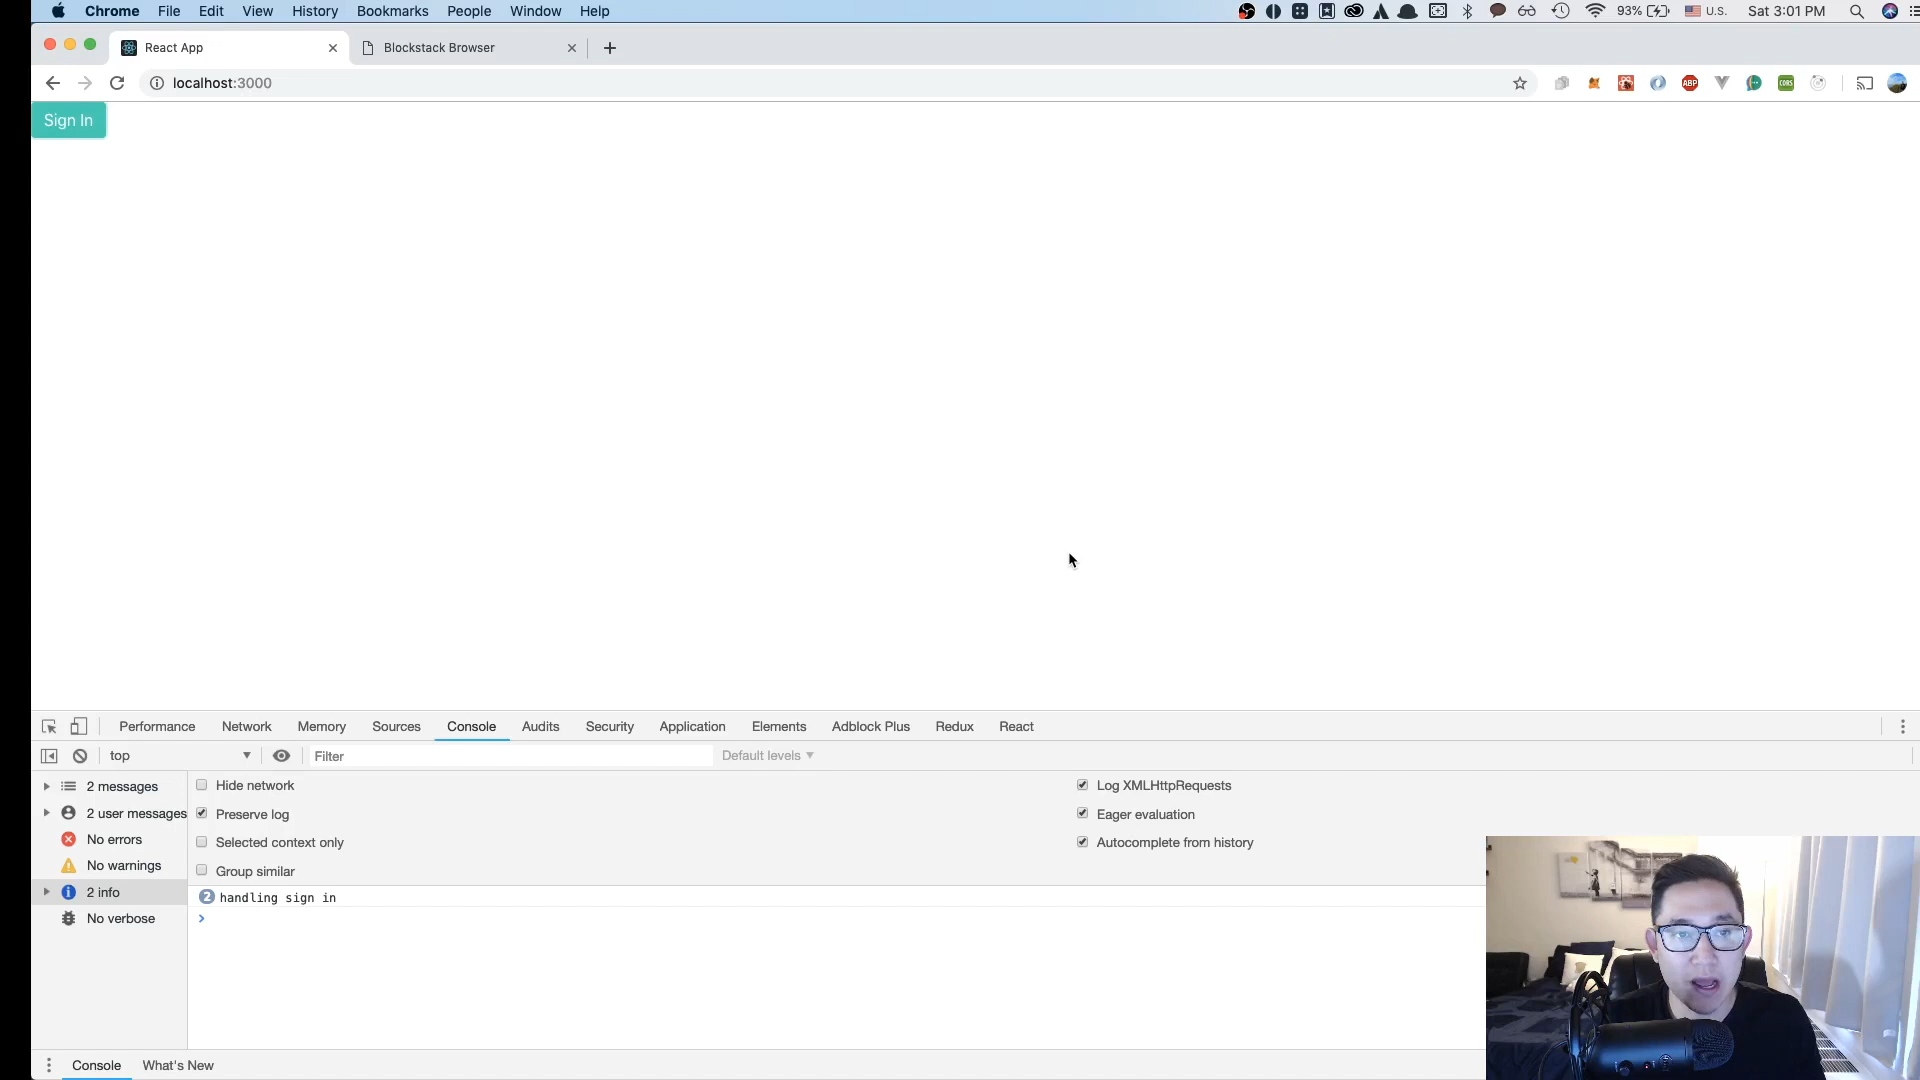 Chrome File Edit View History Bookmarks People Window Help
93% U.S. Sat 3:01 PM
React App
Blockstack Browser
localhost:3000
ABP
CORS
Sign In
Performance Network Memory Sources Console Audits Security Application Elements Adblock Plus Redux React
top
Filter
Default levels
2 messages
2 user messages
No errors
No warnings
2 info
No verbose
Hide network
Preserve log
Selected context only
Group similar
Log XMLHttpRequests
Eager evaluation
Autocomplete from history
2 handling sign in
Console What's New